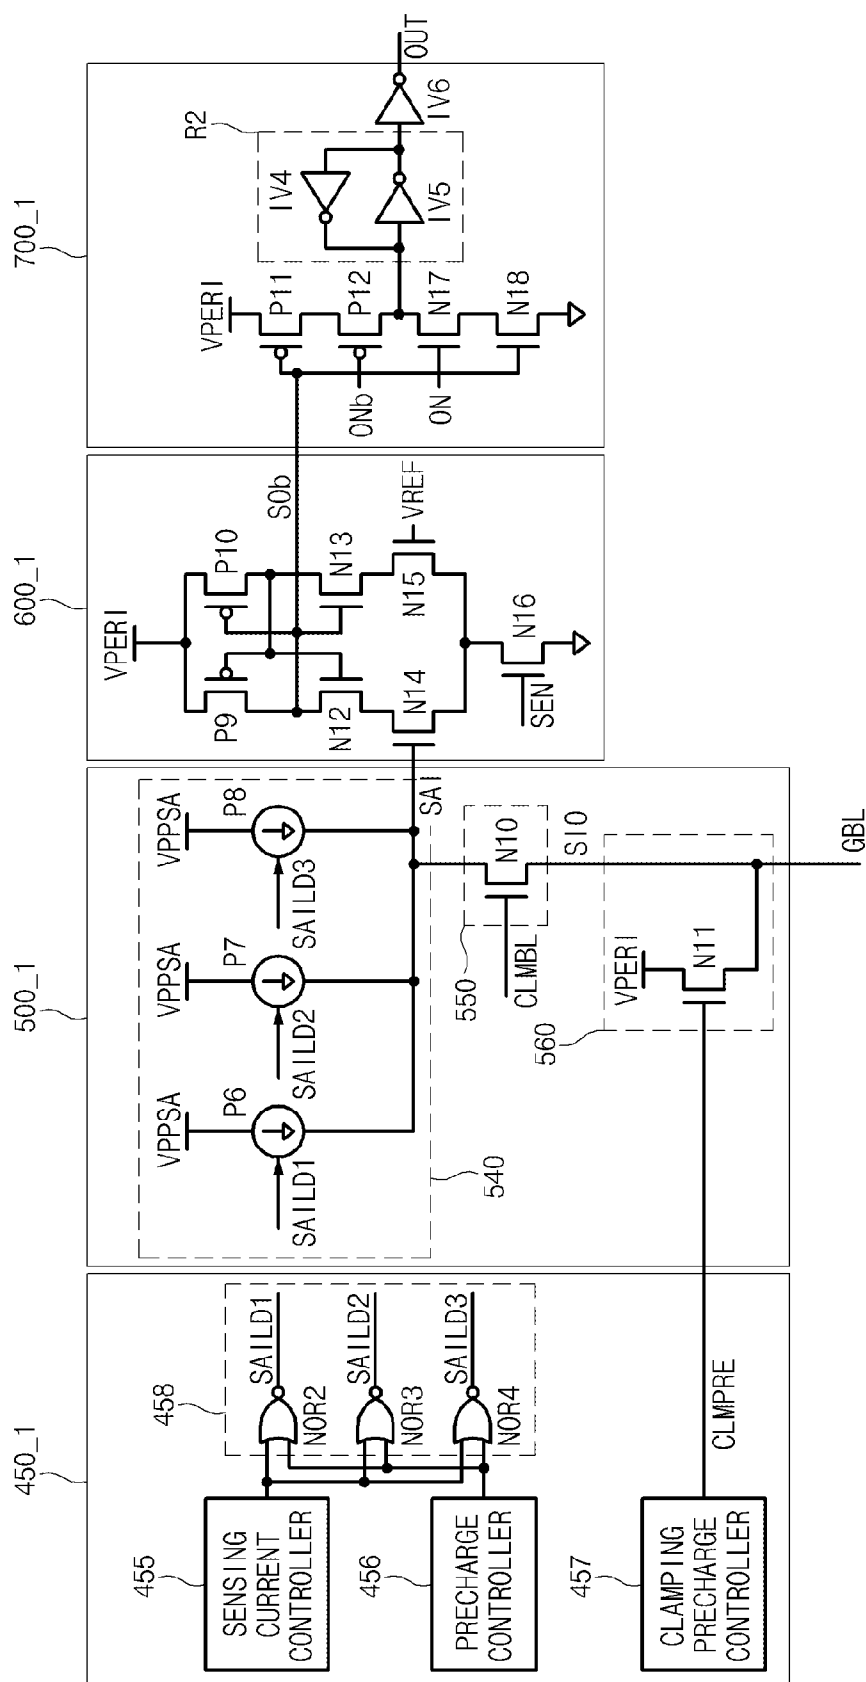 450_1
455
SENSING
CURRENT
CONTROLLER
456
PRECHARGE
CONTROLLER
457
CLAMPING
PRECHARGE
CONTROLLER
458
NOR2
NOR3
NOR4
SAILD1
SAILD2
SAILD3
CLMPRE
500_1
VPPSA
P6
SAILD1
VPPSA
P7
SAILD2
VPPSA
P8
SAILD3
540
SAI
550
CLMBL
N10
SIO
560
VPERI
N11
GBL
600_1
VPERI
P9
P10
N12
N13
SOb
N14
N15
VREF
SEN
N16
700_1
VPERI
P11
ONb
P12
ON
N17
N18
R2
IV4
IV5
IV6
OUT